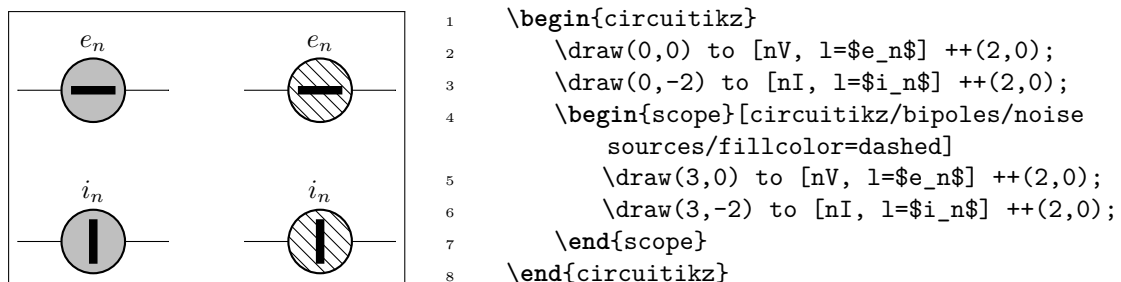 e_n e_n
i_n i_n
1 \begin{circuitikz}
2 \draw(0,0) to [nV, l=$e_n$] ++(2,0);
3 \draw(0,-2) to [nI, l=$i_n$] ++(2,0);
4 \begin{scope}[circuitikz/bipoles/noise
sources/fillcolor=dashed]
5 \draw(3,0) to [nV, l=$e_n$] ++(2,0);
6 \draw(3,-2) to [nI, l=$i_n$] ++(2,0);
7 \end{scope}
8 \end{circuitikz}